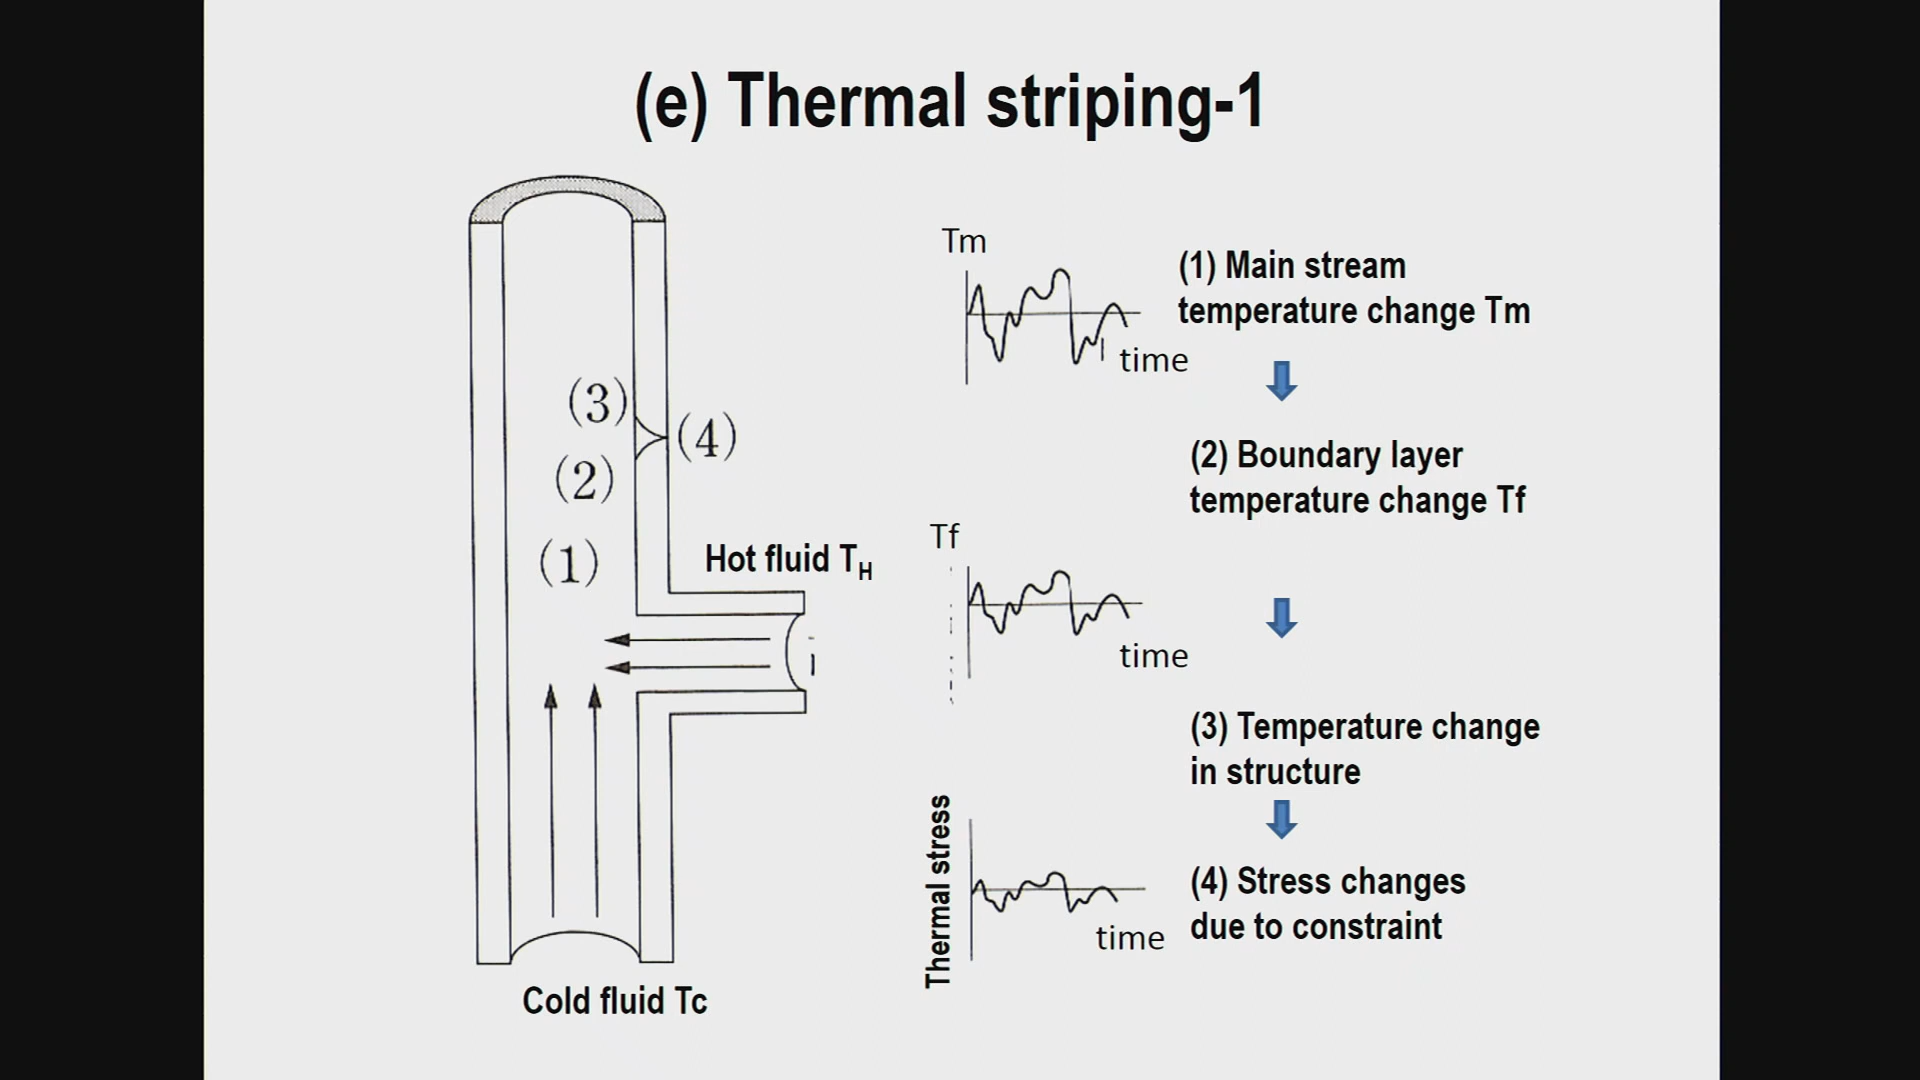 (e) Thermal striping-1
Tm
(1) Main stream
temperature change Tm
time
(3)
(4)
(2)
(2) Boundary layer
temperature change Tf
(1)
Hot fluid TH
Tf
time
(3) Temperature change
in structure
Thermal stress
(4) Stress changes
due to constraint
time
Cold fluid Tc